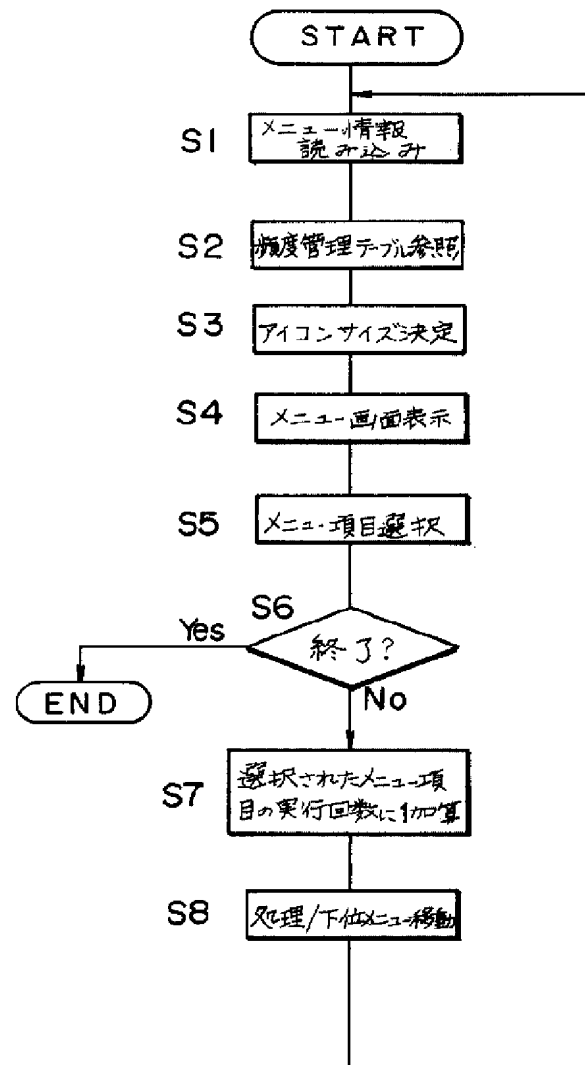 START
S1
メニュー情報
読み込み
S2
頻度管理テーブル参照
S3
アイコンサイズ決定
S4
メニュー画面表示
S5
メニュー項目選択
S6
Yes
終了?
END
No
S7
選択されたメニュー項
目の実行回数に1加算
S8
処理/下位メニュー移動